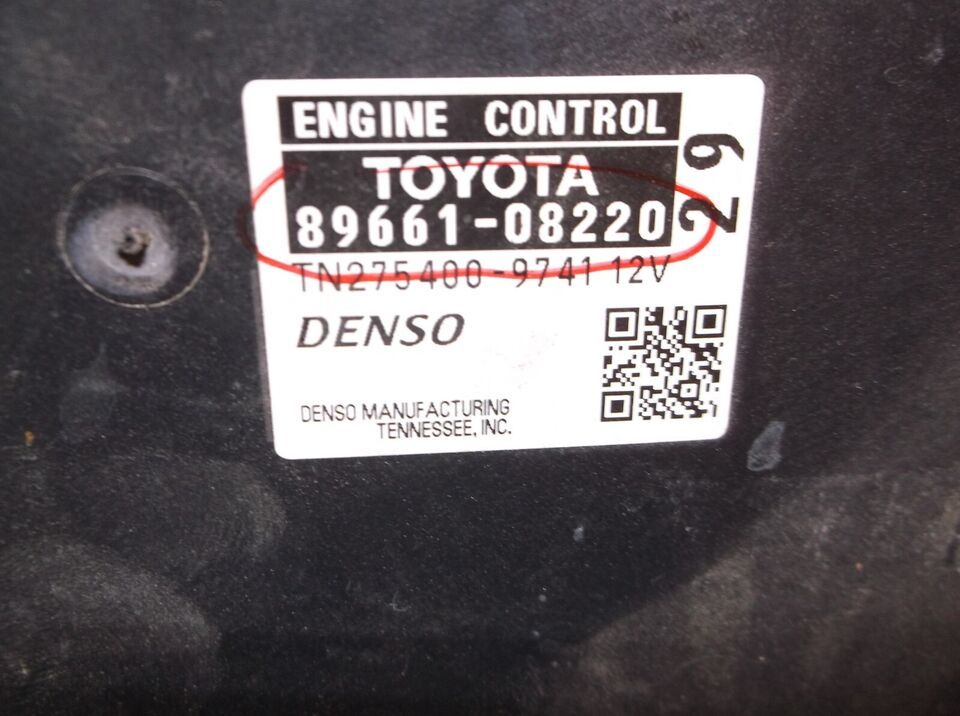 ENGINE CONTROL
TOYOTA
89661-08220
29
TN275400-9741 12V
DENSO
DENSO MANUFACTURING
TENNESSEE, INC.